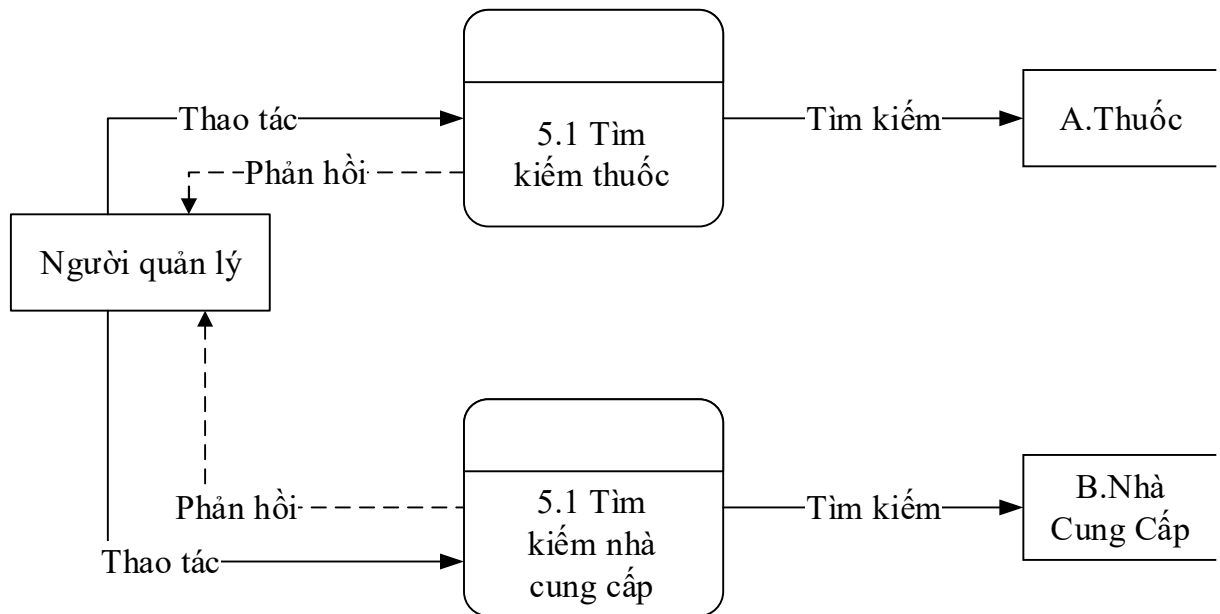 Thao tác
5.1 Tìm
kiếm thuốc
Tìm kiếm
A.Thuốc
Phản hồi
Người quản lý
Phản hồi
5.1 Tìm
kiếm nhà
cung cấp
Tìm kiếm
B.Nhà
Cung Cấp
Thao tác